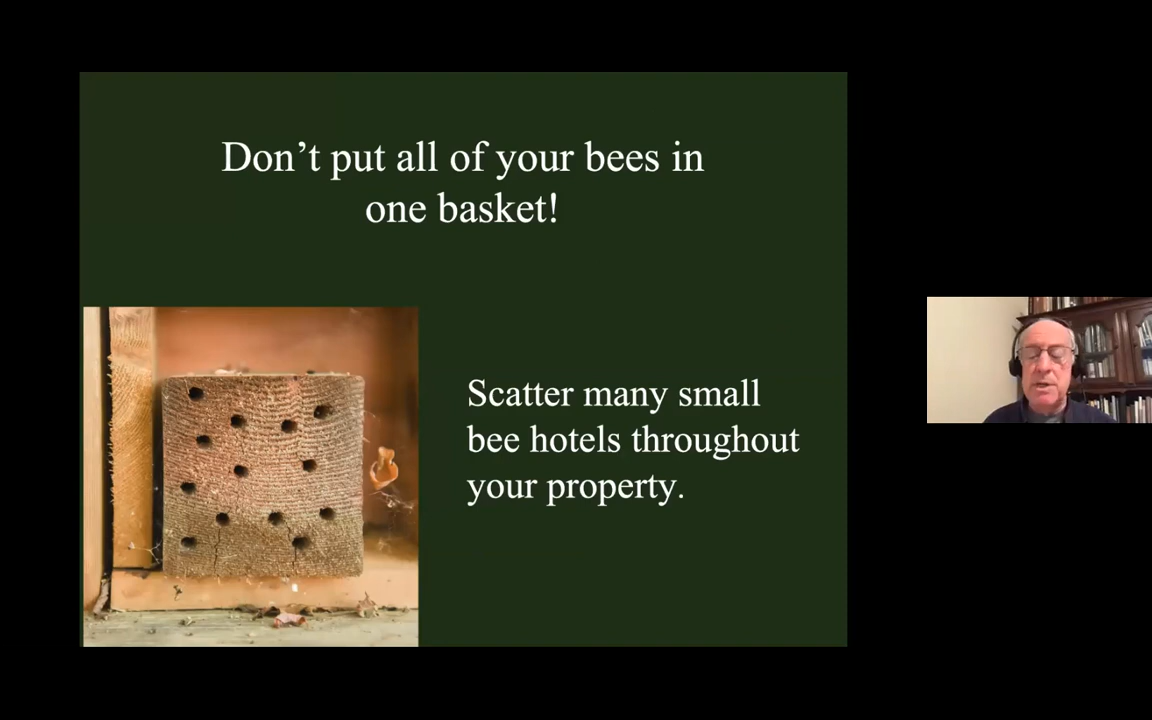 Don’t put all of your bees in
one basket!
Scatter many small
bee hotels throughout
your property.